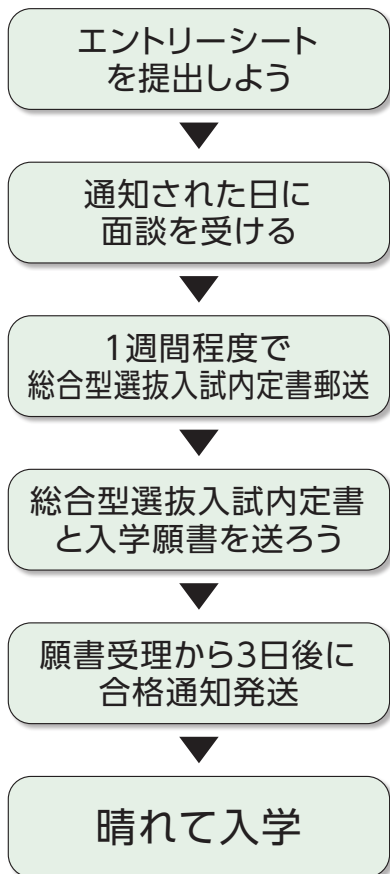 エントリーシート
を提出しよう
通知された日に
面談を受ける
1週間程度で
総合型選抜入試内定書郵送
総合型選抜入試内定書
と入学願書を送ろう
願書受理から3日後に
合格通知発送
晴れて入学